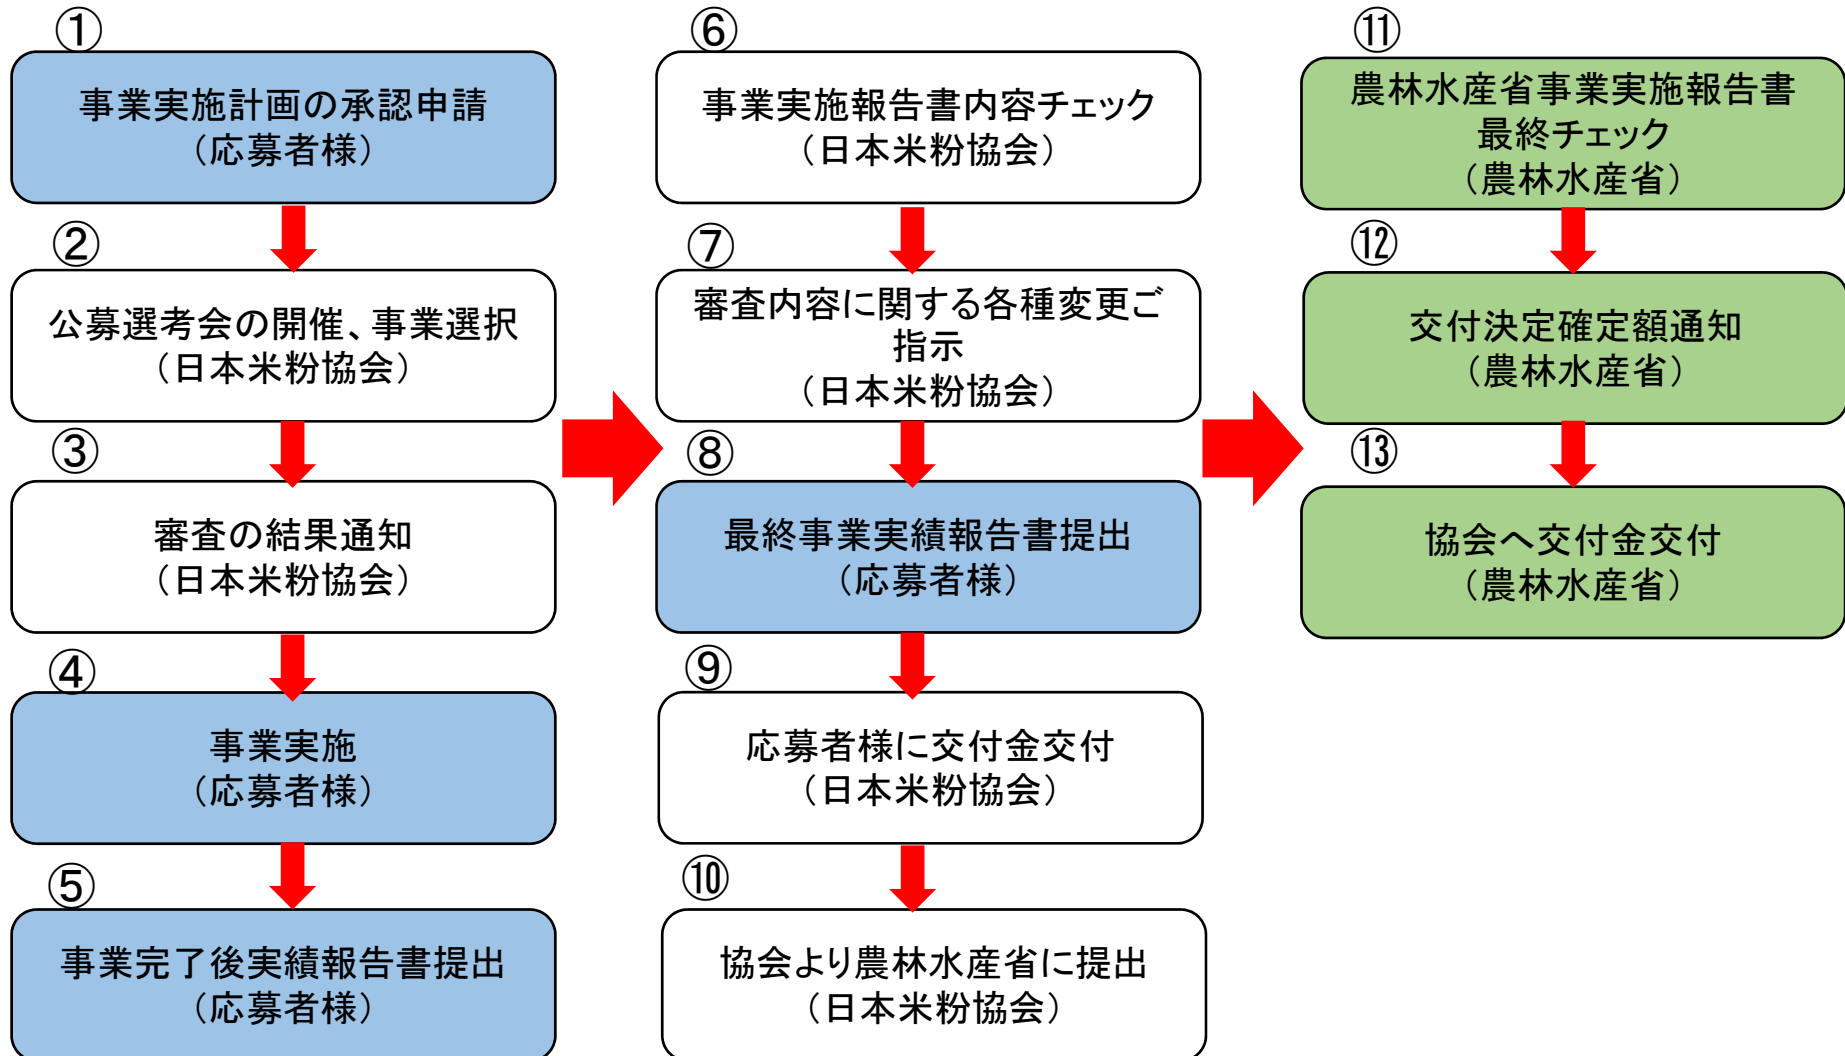 ①
事業実施計画の承認申請
（応募者様）
②
公募選考会の開催、事業選択
（日本米粉協会）
③
審査の結果通知
（日本米粉協会）
④
事業実施
（応募者様）
⑤
事業完了後実績報告書提出
（応募者様）
⑥
事業実施報告書内容チェック
（日本米粉協会）
⑦
審査内容に関する各種変更ご
指示
（日本米粉協会）
⑧
最終事業実績報告書提出
（応募者様）
⑨
応募者様に交付金交付
（日本米粉協会）
⑩
協会より農林水産省に提出
（日本米粉協会）
⑪
農林水産省事業実施報告書
最終チェック
（農林水産省）
⑫
交付決定確定額通知
（農林水産省）
⑬
協会へ交付金交付
（農林水産省）